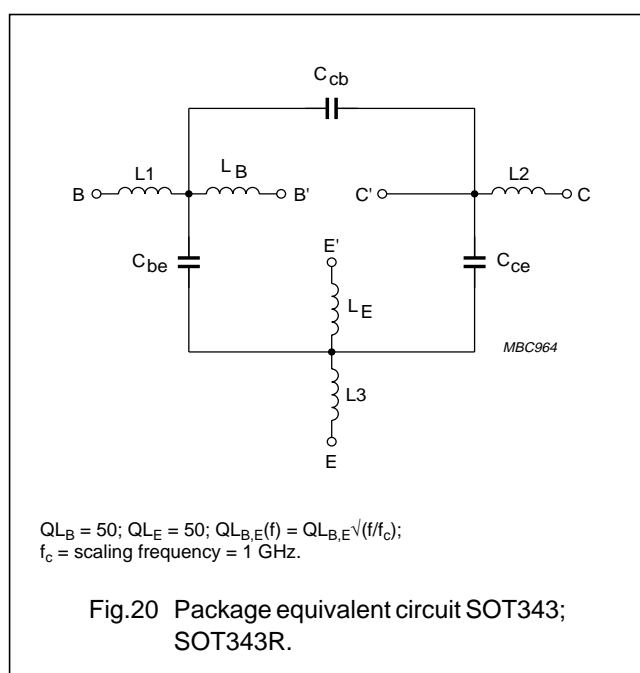 C_cb
L1
L_B
L2
B
B'
C'
C
C_be
E'
C_ce
L_E
MBC964
L3
E
QL_B = 50; QL_E = 50; QL_B,E(f) = QL_B,E√(f/f_c);
f_c = scaling frequency = 1 GHz.
Fig.20 Package equivalent circuit SOT343;
SOT343R.